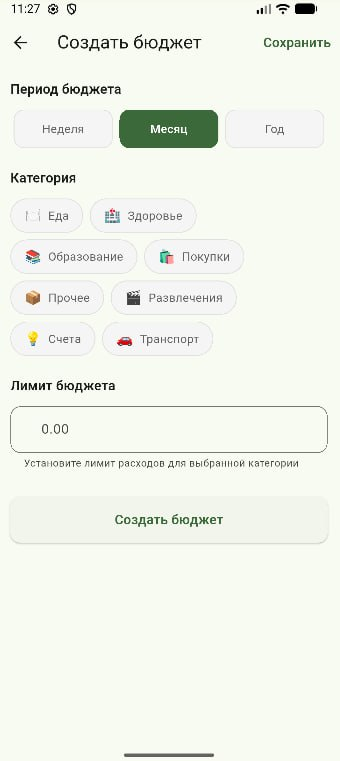 11:27
Создать бюджет Сохранить
Период бюджета
Неделя Месяц Год
Категория
Еда Здоровье
Образование Покупки
Прочее Развлечения
Счета Транспорт
Лимит бюджета
0.00
Установите лимит расходов для выбранной категории
Создать бюджет